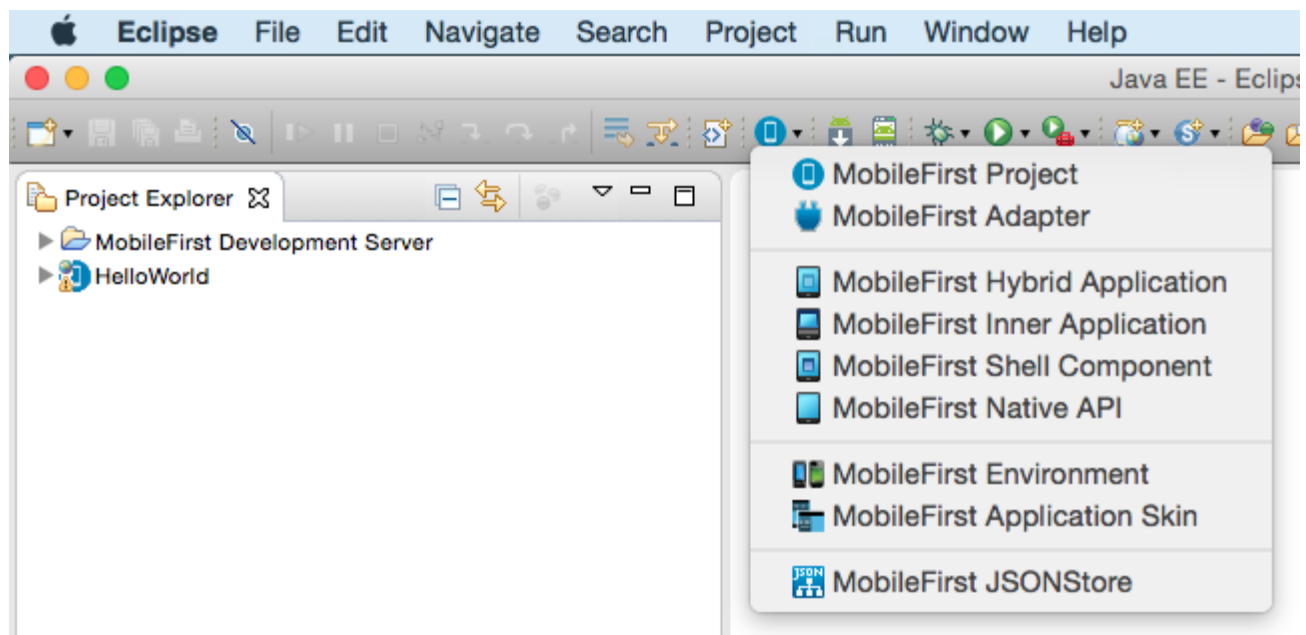 Eclipse File Edit Navigate Search Project Run Window Help
Java EE - Eclips
Project Explorer
MobileFirst Development Server
HelloWorld
MobileFirst Project
MobileFirst Adapter
MobileFirst Hybrid Application
MobileFirst Inner Application
MobileFirst Shell Component
MobileFirst Native API
MobileFirst Environment
MobileFirst Application Skin
JSON MobileFirst JSONStore